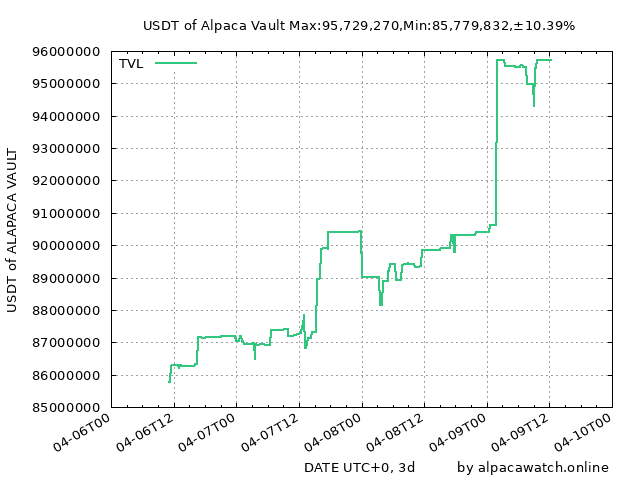 USDT of Alpaca Vault Max:95,729,270,Min:85,779,832,±10.39%
TVL
USDT of ALAPACA VAULT
96000000
95000000
94000000
93000000
92000000
91000000
90000000
89000000
88000000
87000000
86000000
85000000
04-06T00
04-06T12
04-07T00
04-07T12
04-08T00
04-08T12
04-09T00
04-09T12
04-10T00
DATE UTC+0, 3d
by alpacawatch.online